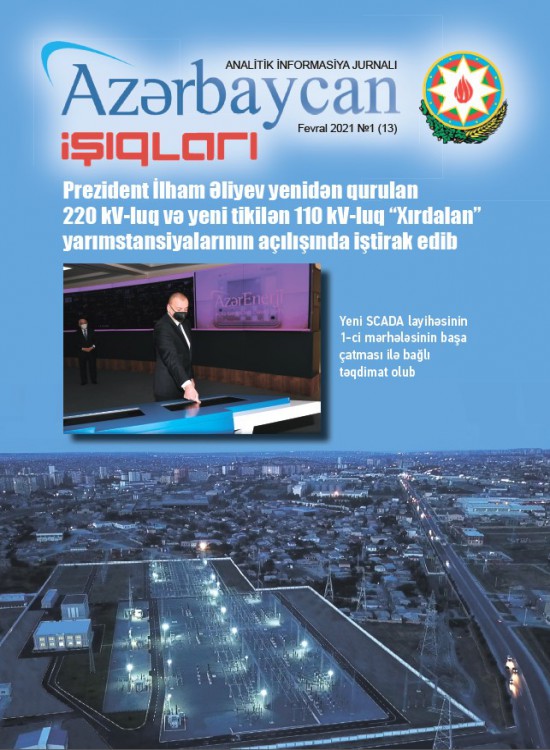 ANALİTİK İNFORMASİYA JURNALI
Azərbaycan
Fevral 2021 №1 (13)
işıqları
Prezident İlham Əliyev yenidən qurulan
220 kV-luq və yeni tikilən 110 kV-luq “Xırdalan”
yarımstansiyalarının açılışında iştirak edib
AzərEnerji
Yeni SCADA layihəsinin
1-ci mərhələsinin başa
çatması ilə bağlı
təqdimat olub